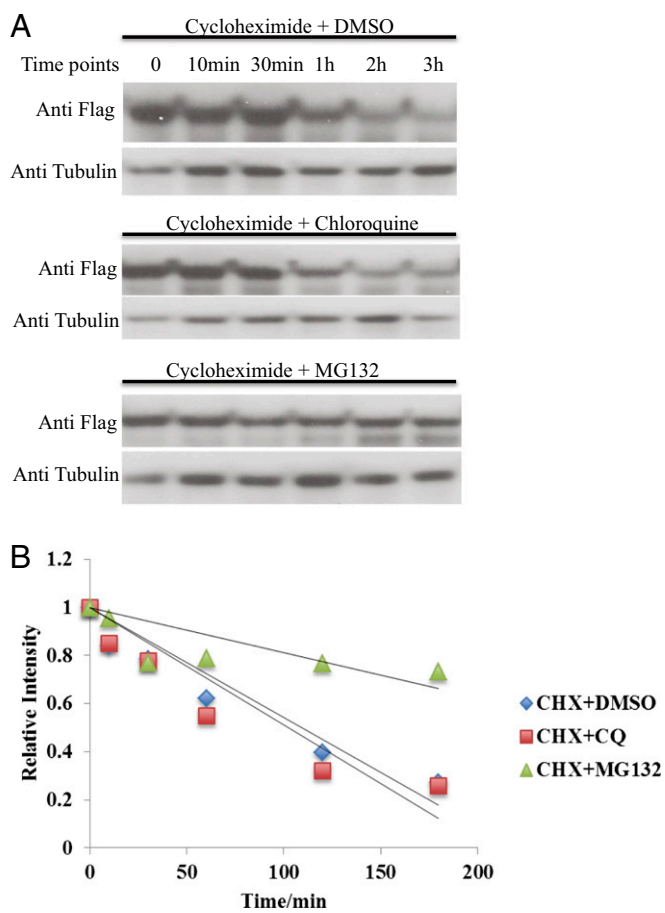 A
Cycloheximide + DMSO
Time points 0 10min 30min 1h 2h 3h
Anti Flag
Anti Tubulin
Cycloheximide + Chloroquine
Anti Flag
Anti Tubulin
Cycloheximide + MG132
Anti Flag
Anti Tubulin
B
1.2
1
0.8
0.6
0.4
0.2
0
Relative Intensity
0 50 100 150 200
Time/min
CHX+DMSO
CHX+CQ
CHX+MG132